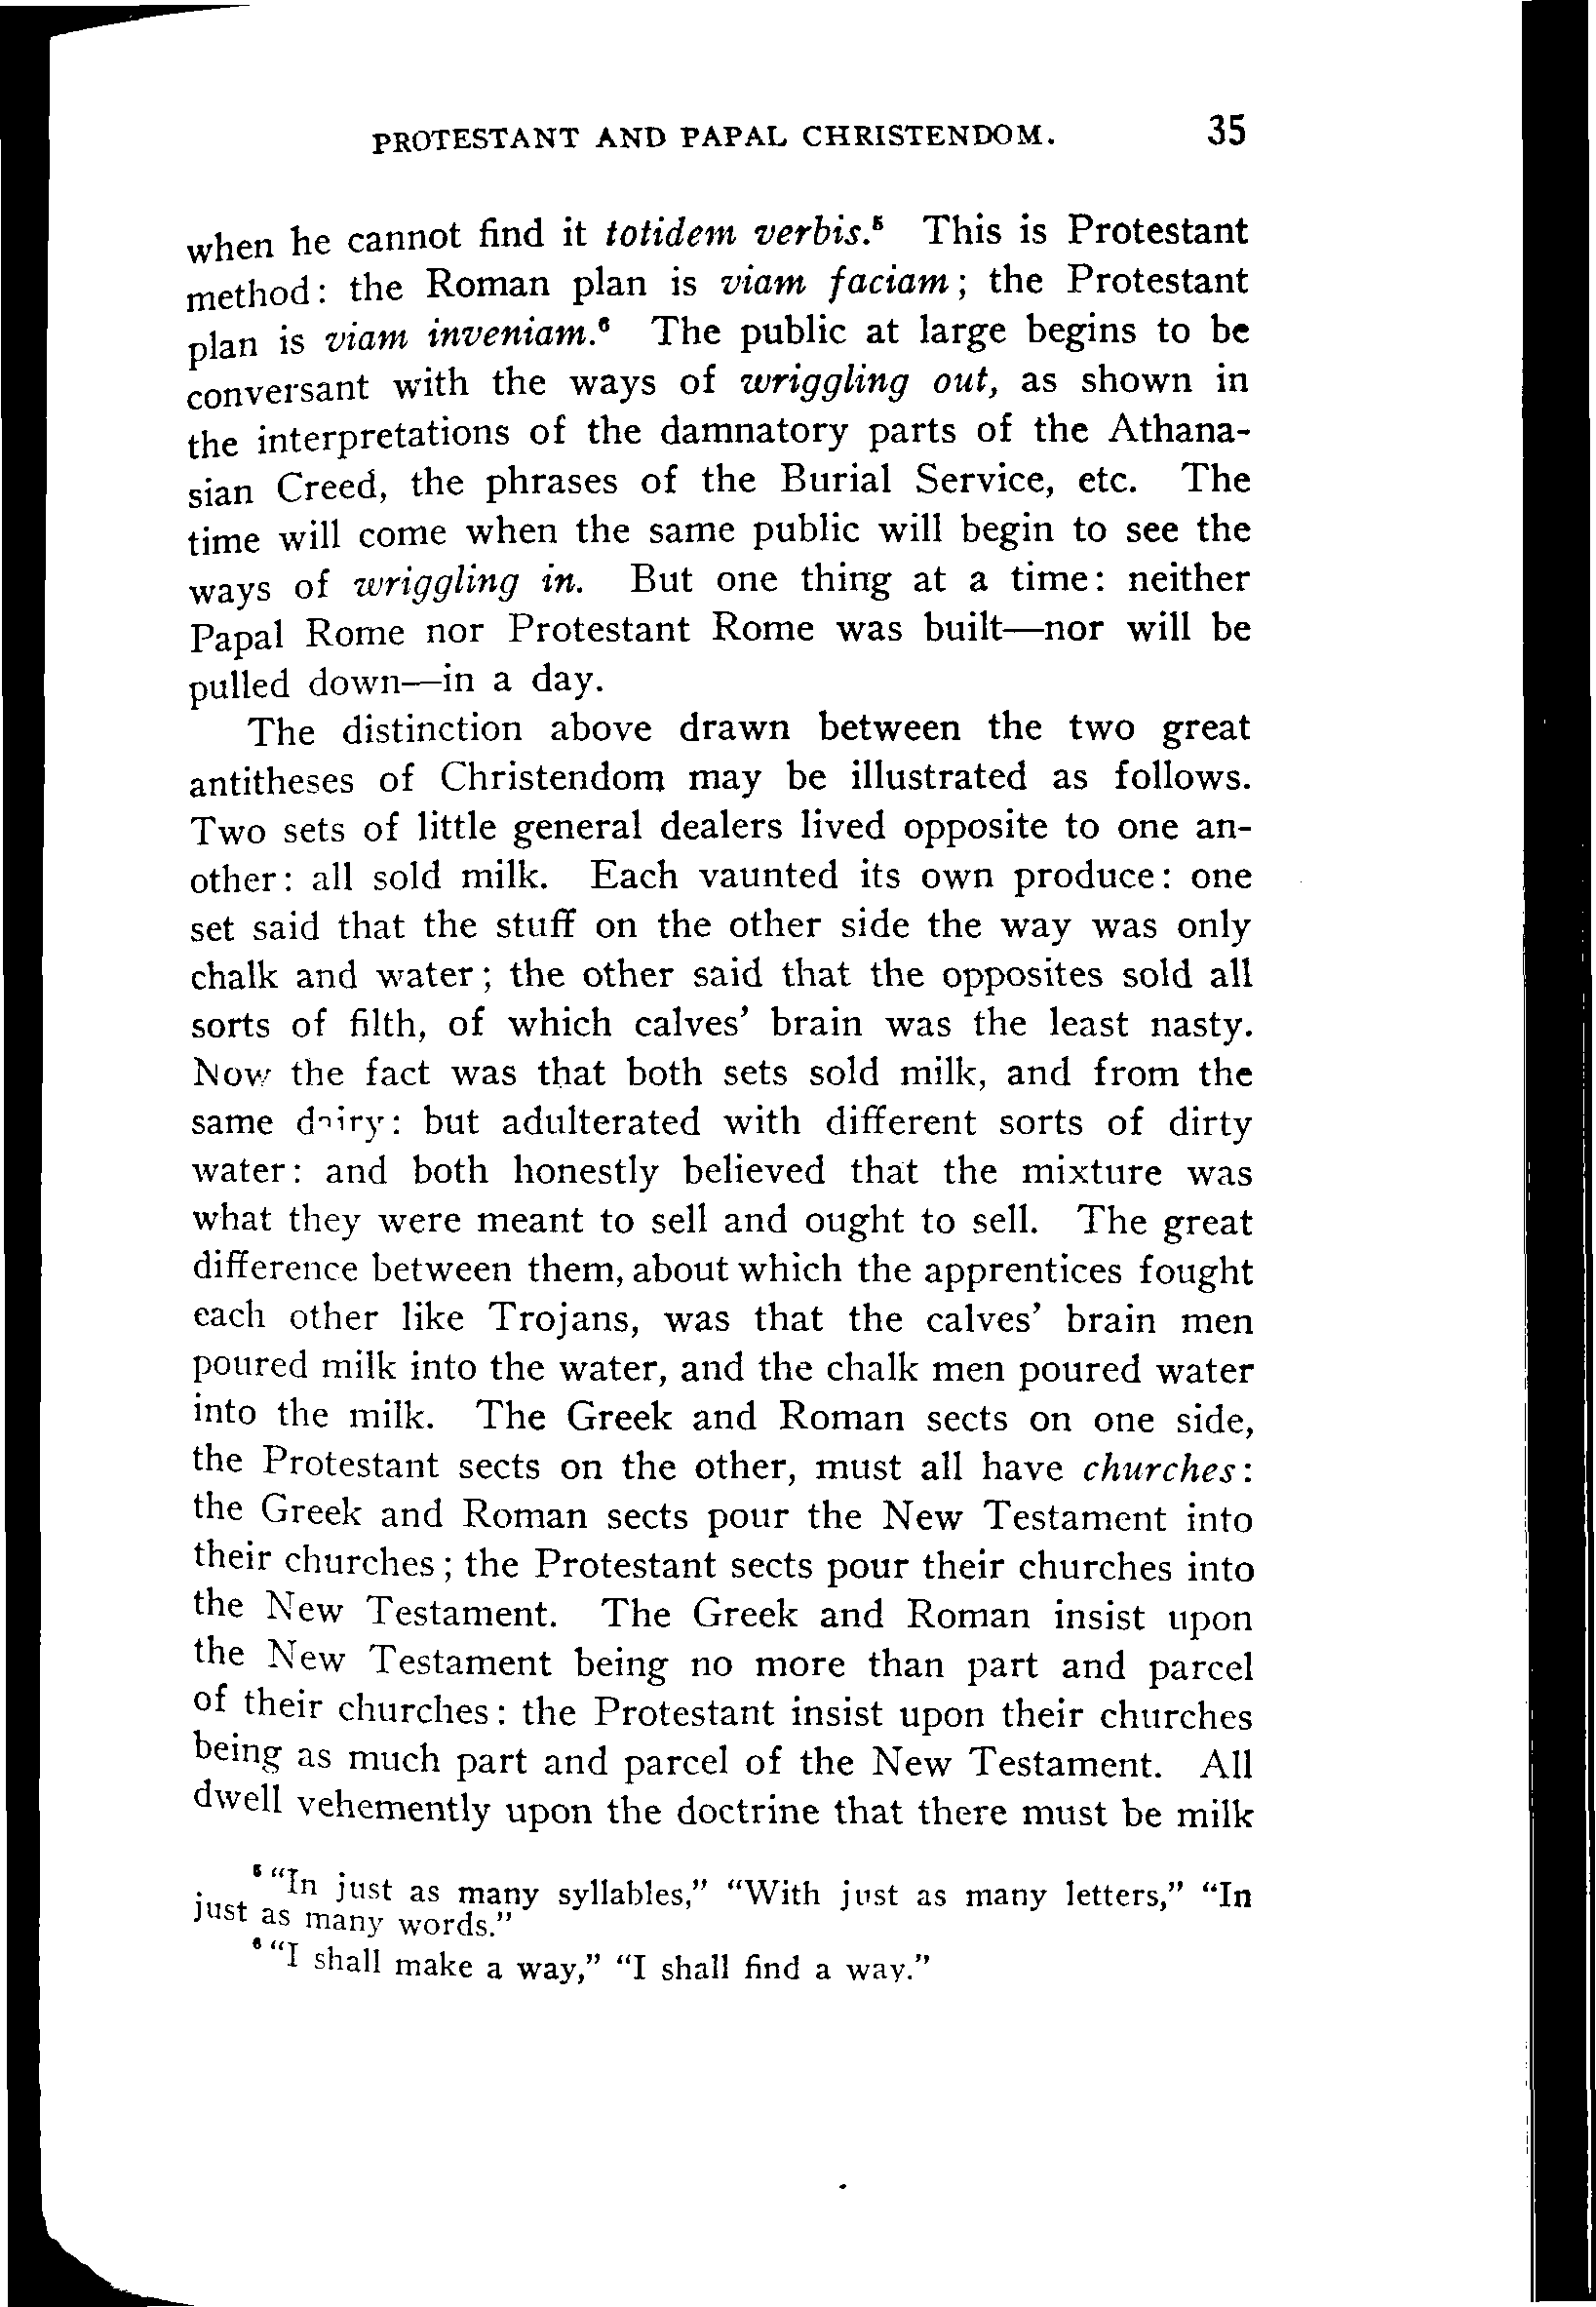 PROTESTANT AND PAPAL CHRISTENDOM. 35
when he cannot find it totidem verbis.⁵ This is Protestant
method: the Roman plan is viam faciam; the Protestant
plan is viam inveniam.⁶ The public at large begins to be
conversant with the ways of wriggling out, as shown in
the interpretations of the damnatory parts of the Athana-
sian Creed, the phrases of the Burial Service, etc. The
time will come when the same public will begin to see the
ways of wriggling in. But one thing at a time: neither
Papal Rome nor Protestant Rome was built—nor will be
pulled down—in a day.
The distinction above drawn between the two great
antitheses of Christendom may be illustrated as follows.
Two sets of little general dealers lived opposite to one an-
other: all sold milk. Each vaunted its own produce: one
set said that the stuff on the other side the way was only
chalk and water; the other said that the opposites sold all
sorts of filth, of which calves' brain was the least nasty.
Now the fact was that both sets sold milk, and from the
same dairy: but adulterated with different sorts of dirty
water: and both honestly believed that the mixture was
what they were meant to sell and ought to sell. The great
difference between them, about which the apprentices fought
each other like Trojans, was that the calves' brain men
poured milk into the water, and the chalk men poured water
into the milk. The Greek and Roman sects on one side,
the Protestant sects on the other, must all have churches:
the Greek and Roman sects pour the New Testament into
their churches; the Protestant sects pour their churches into
the New Testament. The Greek and Roman insist upon
the New Testament being no more than part and parcel
of their churches: the Protestant insist upon their churches
being as much part and parcel of the New Testament. All
dwell vehemently upon the doctrine that there must be milk
⁵ "In just as many syllables," "With just as many letters," "In
just as many words."
⁶ "I shall make a way," "I shall find a way."